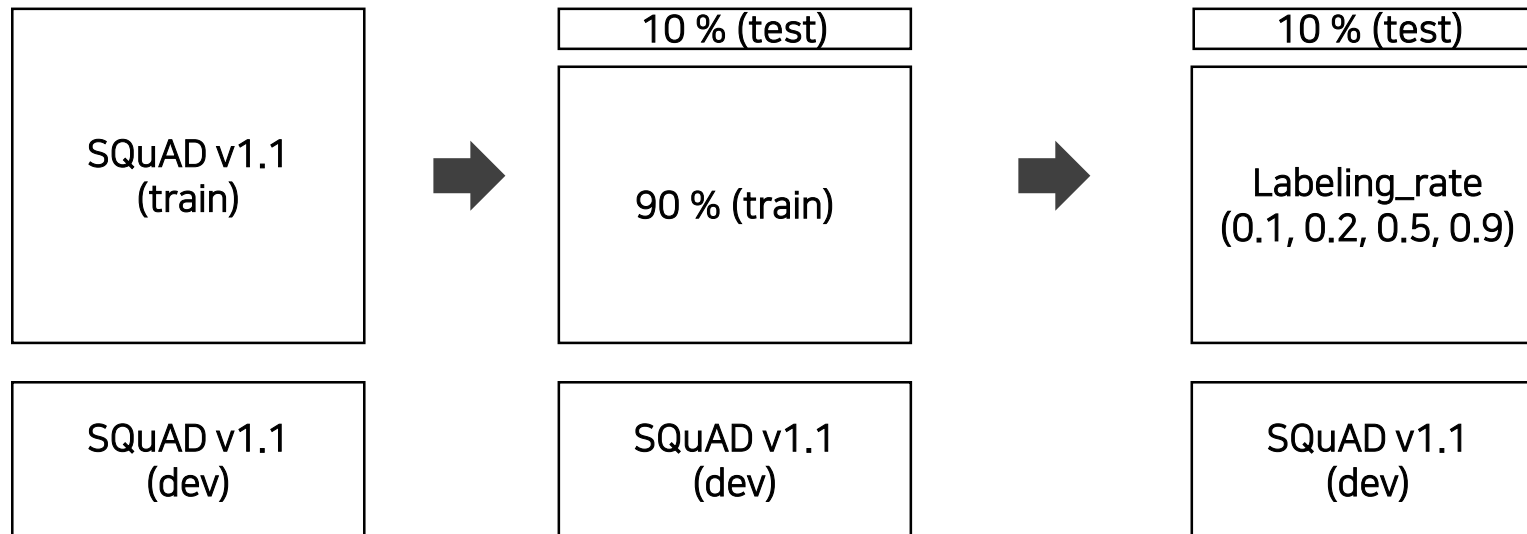 SQuAD v1.1
(train)
SQuAD v1.1
(dev)
10 % (test)
90 % (train)
SQuAD v1.1
(dev)
10 % (test)
Labeling_rate
(0.1, 0.2, 0.5, 0.9)
SQuAD v1.1
(dev)